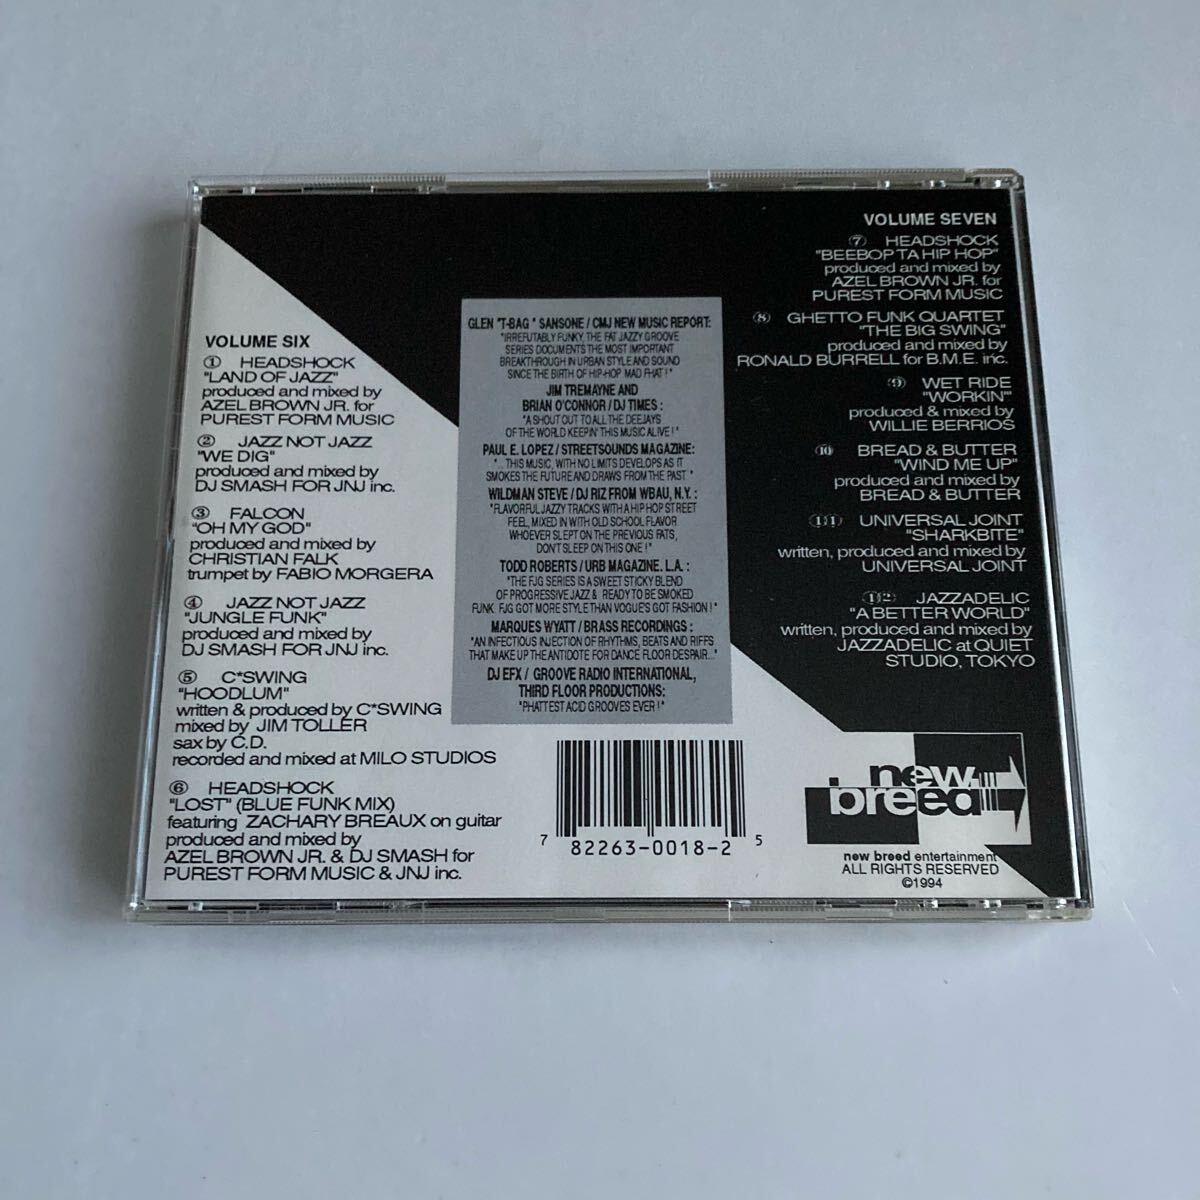 VOLUME SIX
① HEADSHOCK
"LAND OF JAZZ"
produced and mixed by
AZEL BROWN JR. for
PUREST FORM MUSIC
② JAZZ NOT JAZZ
"WE DIG"
produced and mixed by
DJ SMASH FOR JNJ inc.
③ FALCON
"OH MY GOD"
produced and mixed by
CHRISTIAN FALK
trumpet by FABIO MORGERA
④ JAZZ NOT JAZZ
"JUNGLE FUNK"
produced and mixed by
DJ SMASH FOR JNJ inc.
⑤ C*SWING
"HOODLUM"
written & produced by C*SWING
mixed by JIM TOLLER
sax by C.D.
recorded and mixed at MILO STUDIOS
⑥ HEADSHOCK
"LOST" (BLUE FUNK MIX)
featuring ZACHARY BREAUX on guitar
produced and mixed by
AZEL BROWN JR. & DJ SMASH for
PUREST FORM MUSIC & JNJ inc.
GLEN "T-BAG " SANSONE / CMJ NEW MUSIC REPORT:
"IRREFUTABLY FUNKY, THE FAT JAZZY GROOVE
SERIES DOCUMENTS THE MOST IMPORTANT
BREAKTHROUGH IN URBAN STYLE AND SOUND
SINCE THE BIRTH OF HIP-HOP MAD PHAT ! "
JIM TREMAYNE AND
BRIAN O'CONNOR / DJ TIMES :
"A SHOUT OUT TO ALL THE DEEJAYS
OF THE WORLD KEEPIN' THIS MUSIC ALIVE ! "
PAUL E. LOPEZ / STREETSOUNDS MAGAZINE:
"... THIS MUSIC, WITH NO LIMITS DEVELOPS AS IT
SMOKES THE FUTURE AND DRAWS FROM THE PAST "
WILDMAN STEVE / DJ RIZ FROM WBAU, N.Y. :
"FLAVORFUL JAZZY TRACKS WITH A HIP HOP STREET
FEEL, MIXED IN WITH OLD SCHOOL FLAVOR
WHOEVER SLEPT ON THE PREVIOUS FATS,
DON'T SLEEP ON THIS ONE ! "
TODD ROBERTS / URB MAGAZINE. L.A. :
"THE FJG SERIES IS A SWEET STICKY BLEND
OF PROGRESSIVE JAZZ & READY TO BE SMOKED
FUNK FJG GOT MORE STYLE THAN VOGUE'S GOT FASHION ! "
MARQUES WYATT / BRASS RECORDINGS :
"AN INFECTIOUS INJECTION OF RHYTHMS, BEATS AND RIFFS
THAT MAKE UP THE ANTIDOTE FOR DANCE FLOOR DESPAIR..."
DJ EFX / GROOVE RADIO INTERNATIONAL,
THIRD FLOOR PRODUCTIONS:
"PHATTEST ACID GROOVES EVER ! "
7 82263-0018-2 5
VOLUME SEVEN
⑦ HEADSHOCK
"BEEBOP TA HIP HOP"
produced and mixed by
AZEL BROWN JR. for
PUREST FORM MUSIC
⑧ GHETTO FUNK QUARTET
"THE BIG SWING"
produced and mixed by
RONALD BURRELL for B.M.E. inc.
⑨ WET RIDE
"WORKIN'"
produced & mixed by
WILLIE BERRIOS
⑩ BREAD & BUTTER
"WIND ME UP"
produced and mixed by
BREAD & BUTTER
⑪ UNIVERSAL JOINT
"SHARKBITE"
written, produced and mixed by
UNIVERSAL JOINT
⑫ JAZZADELIC
"A BETTER WORLD"
written, produced and mixed by
JAZZADELIC at QUIET
STUDIO, TOKYO
new
breed
new breed entertainment
ALL RIGHTS RESERVED
©1994